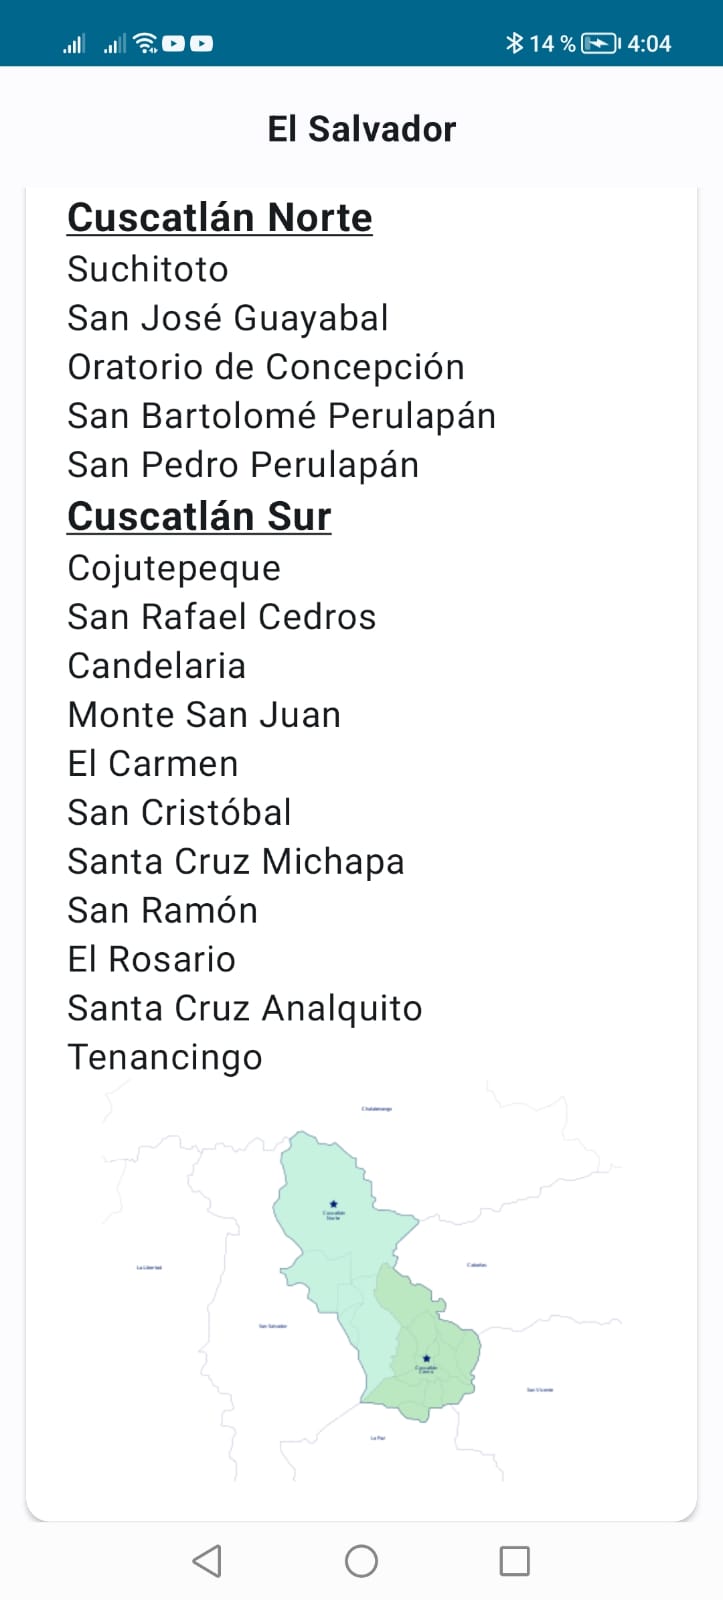 14 % 4:04
El Salvador
Cuscatlán Norte
Suchitoto
San José Guayabal
Oratorio de Concepción
San Bartolomé Perulapán
San Pedro Perulapán
Cuscatlán Sur
Cojutepeque
San Rafael Cedros
Candelaria
Monte San Juan
El Carmen
San Cristóbal
Santa Cruz Michapa
San Ramón
El Rosario
Santa Cruz Analquito
Tenancingo
Chalatenango
Cuscatlán
Norte
La Libertad
Cabañas
San Salvador
Cuscatlán
San Vicente
La Paz